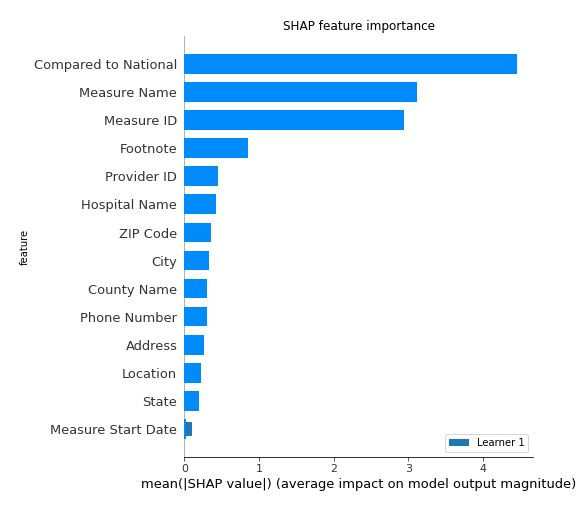 SHAP feature importance
Compared to National
Measure Name
Measure ID
Footnote
Provider ID
Hospital Name
ZIP Code
City
County Name
Phone Number
Address
Location
State
Measure Start Date
feature
Learner 1
0 1 2 3 4
mean(|SHAP value|) (average impact on model output magnitude)